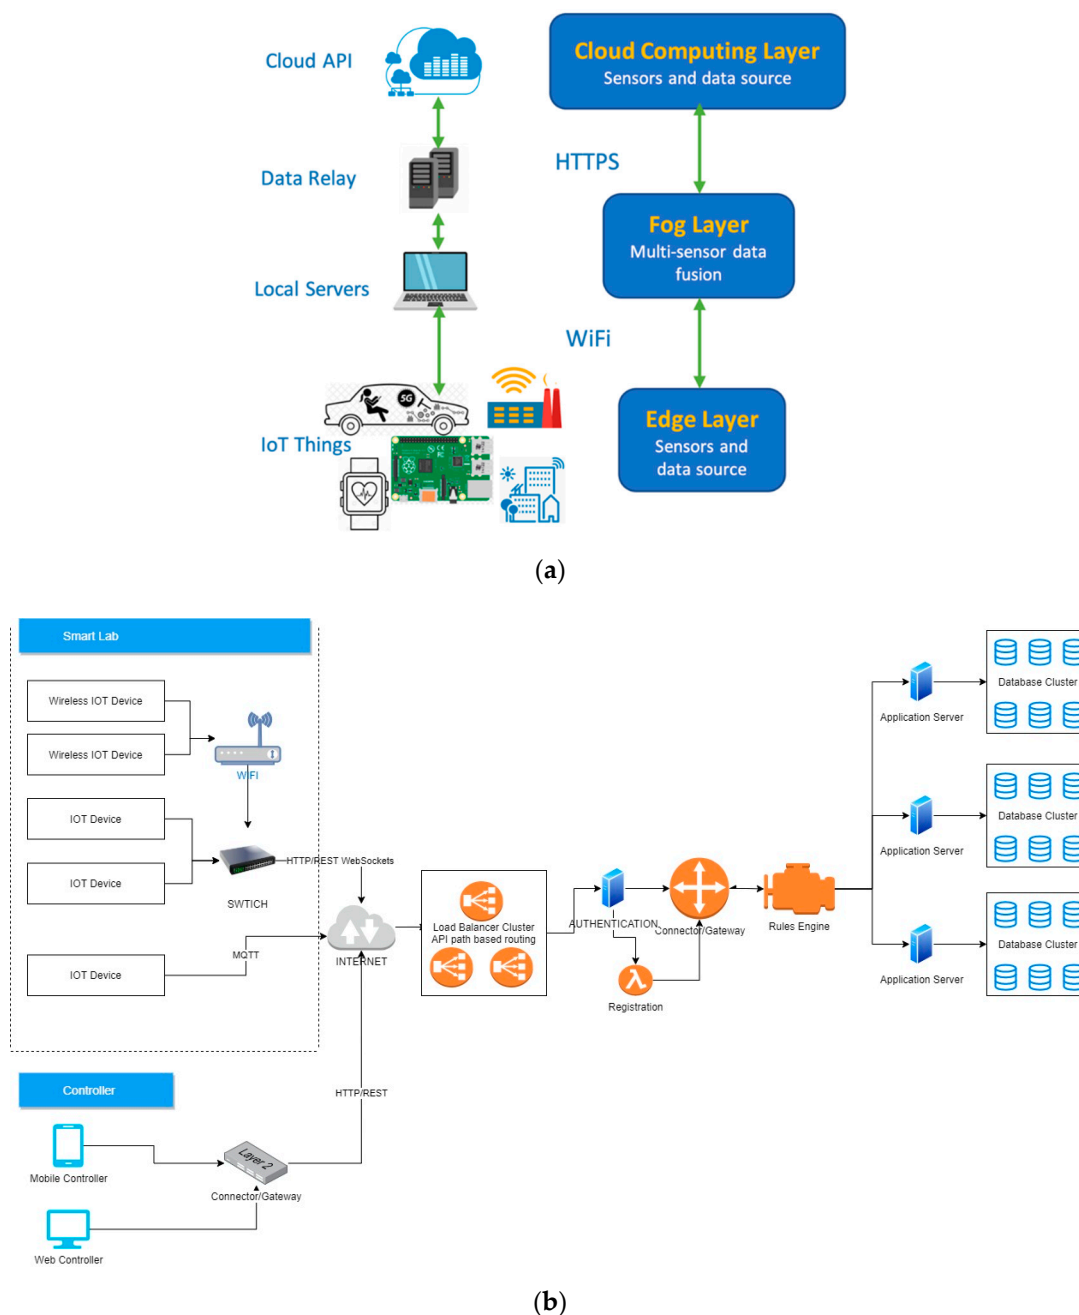 Cloud API
Cloud Computing Layer
Sensors and data source
HTTPS
Data Relay
Fog Layer
Multi-sensor data
fusion
Local Servers
WiFi
5G
IoT Things
Edge Layer
Sensors and
data source
(a)
Smart Lab
Wireless IOT Device
Wireless IOT Device
WIFI
IOT Device
IOT Device
SWTICH
HTTP/REST WebSockets
IOT Device
MQTT
INTERNET
Load Balancer Cluster
API path based routing
AUTHENTICATION
Registration
Connector/Gateway
Rules Engine
Application Server
Database Cluster
Application Server
Database Cluster
Application Server
Database Cluster
HTTP/REST
Controller
Mobile Controller
Layer 2
Connector/Gateway
Web Controller
(b)